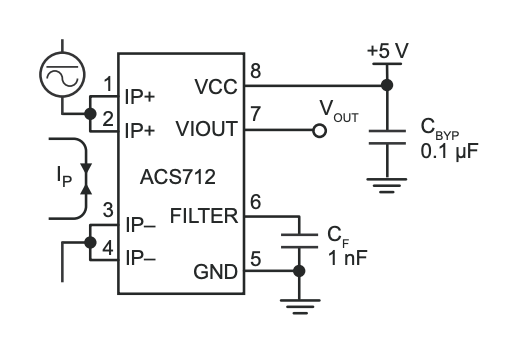 +5 V
1
IP+
2
IP+
IP
3
IP–
4
IP–
ACS712
VCC
8
VIOUT
7
VOUT
FILTER
6
GND
5
CBYP
0.1 µF
CF
1 nF